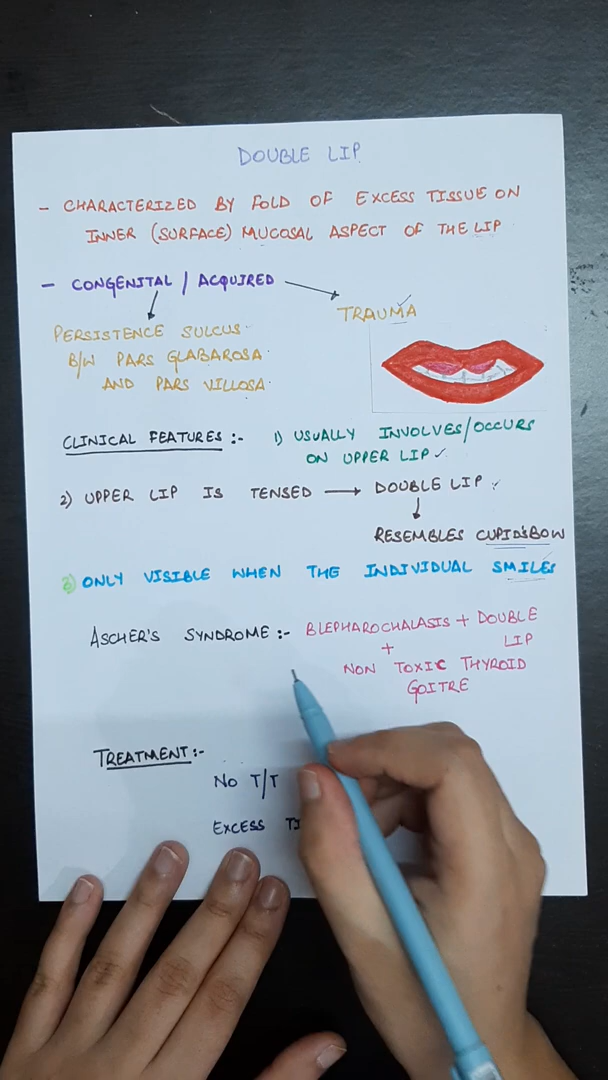 DOUBLE LIP
- CHARACTERIZED BY FOLD OF EXCESS TISSUE ON
INNER (SURFACE) MUCOSAL ASPECT OF THE LIP
- CONGENITAL / ACQUIRED
TRAUMA
PERSISTENCE SULCUS
B/W PARS GLABAROSA
AND PARS VILLOSA
CLINICAL FEATURES :- 1) USUALLY INVOLVES/OCCURS
ON UPPER LIP
2) UPPER LIP IS TENSED → DOUBLE LIP
RESEMBLES CUPID'S BOW
3) ONLY VISIBLE WHEN THE INDIVIDUAL SMILES
ASCHER'S SYNDROME :- BLEPHAROCHALASIS + DOUBLE
LIP
+
NON TOXIC THYROID
GOITRE
TREATMENT :-
NO T/T
EXCESS